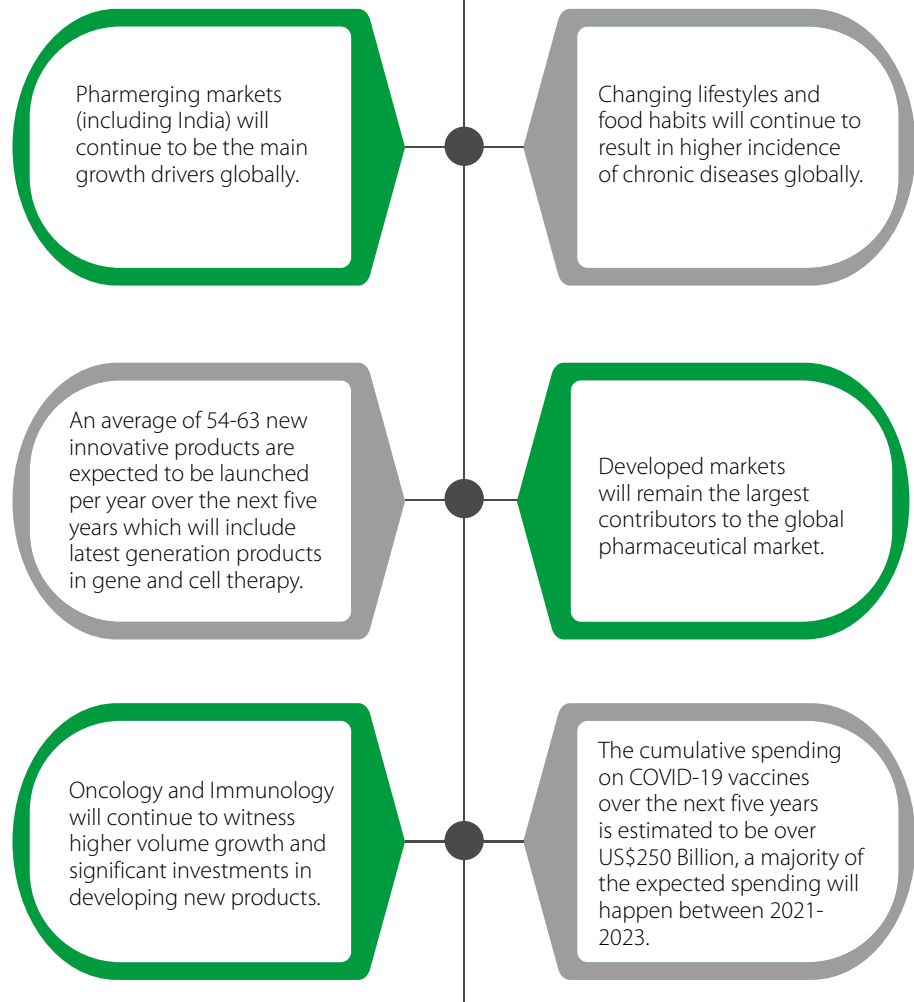 Pharmerging markets
(including India) will
continue to be the main
growth drivers globally.
Changing lifestyles and
food habits will continue to
result in higher incidence
of chronic diseases globally.
An average of 54-63 new
innovative products are
expected to be launched
per year over the next five
years which will include
latest generation products
in gene and cell therapy.
Developed markets
will remain the largest
contributors to the global
pharmaceutical market.
Oncology and Immunology
will continue to witness
higher volume growth and
significant investments in
developing new products.
The cumulative spending
on COVID-19 vaccines
over the next five years
is estimated to be over
US$250 Billion, a majority of
the expected spending will
happen between 2021-
2023.